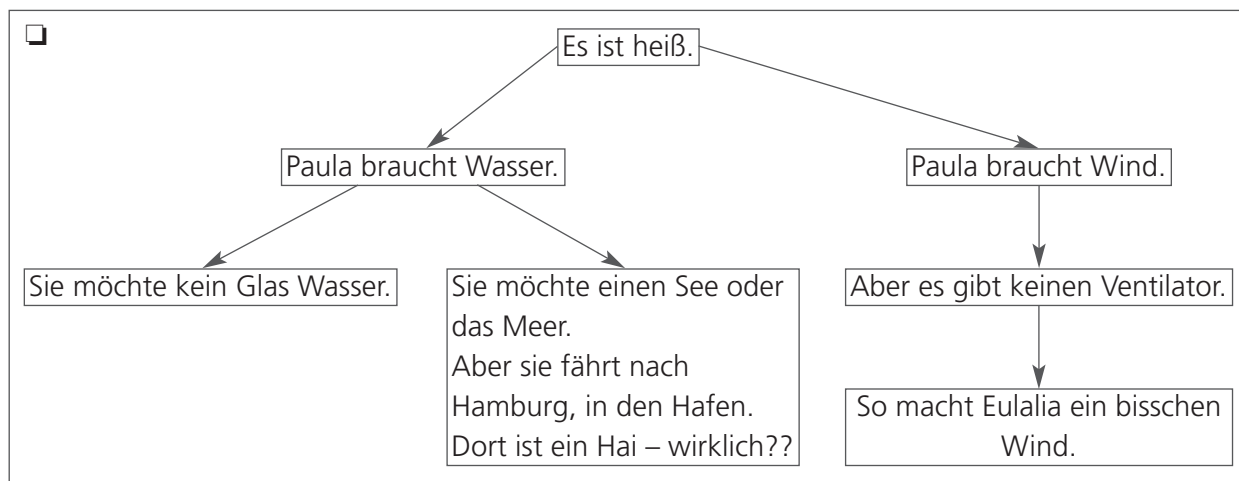 Es ist heiß.
Paula braucht Wasser.
Paula braucht Wind.
Sie möchte kein Glas Wasser.
Sie möchte einen See oder
das Meer.
Aber sie fährt nach
Hamburg, in den Hafen.
Dort ist ein Hai – wirklich??
Aber es gibt keinen Ventilator.
So macht Eulalia ein bisschen
Wind.